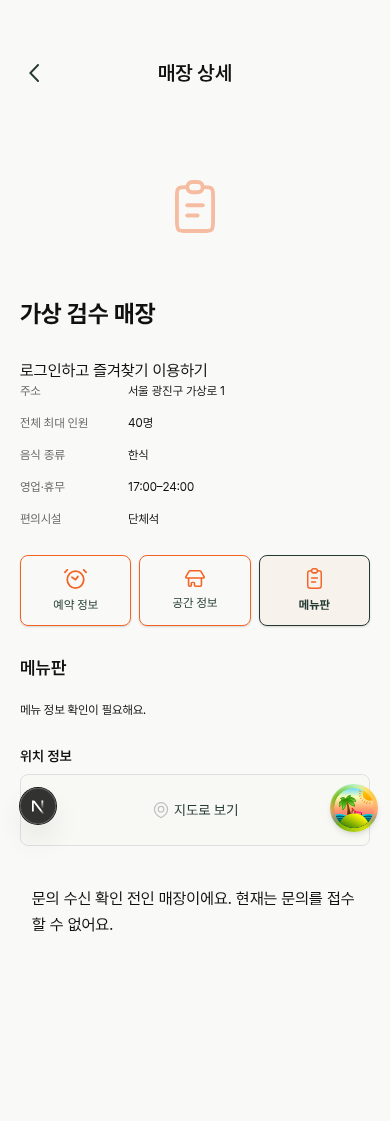 매장 상세
가상 검수 매장
로그인하고 즐겨찾기 이용하기
주소 서울 광진구 가상로 1
전체 최대 인원 40명
음식 종류 한식
영업·휴무 17:00–24:00
편의시설 단체석
예약 정보 공간 정보 메뉴판
메뉴판
메뉴 정보 확인이 필요해요.
위치 정보
N 지도로 보기
문의 수신 확인 전인 매장이에요. 현재는 문의를 접수
할 수 없어요.